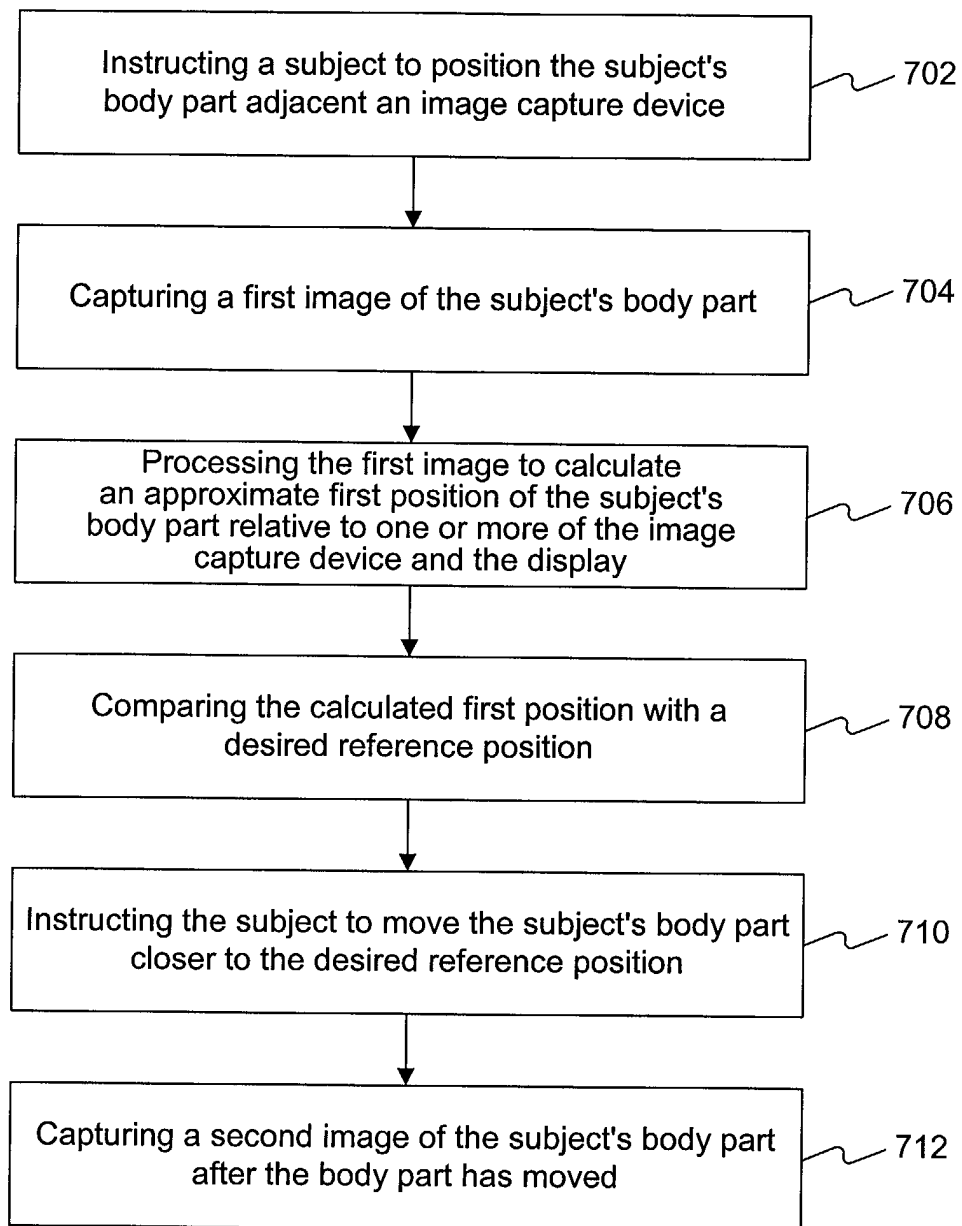 Instructing a subject to position the subject's
body part adjacent an image capture device
702
Capturing a first image of the subject's body part
704
Processing the first image to calculate
an approximate first position of the subject's
body part relative to one or more of the image
capture device and the display
706
Comparing the calculated first position with a
desired reference position
708
Instructing the subject to move the subject's body part
closer to the desired reference position
710
Capturing a second image of the subject's body part
after the body part has moved
712